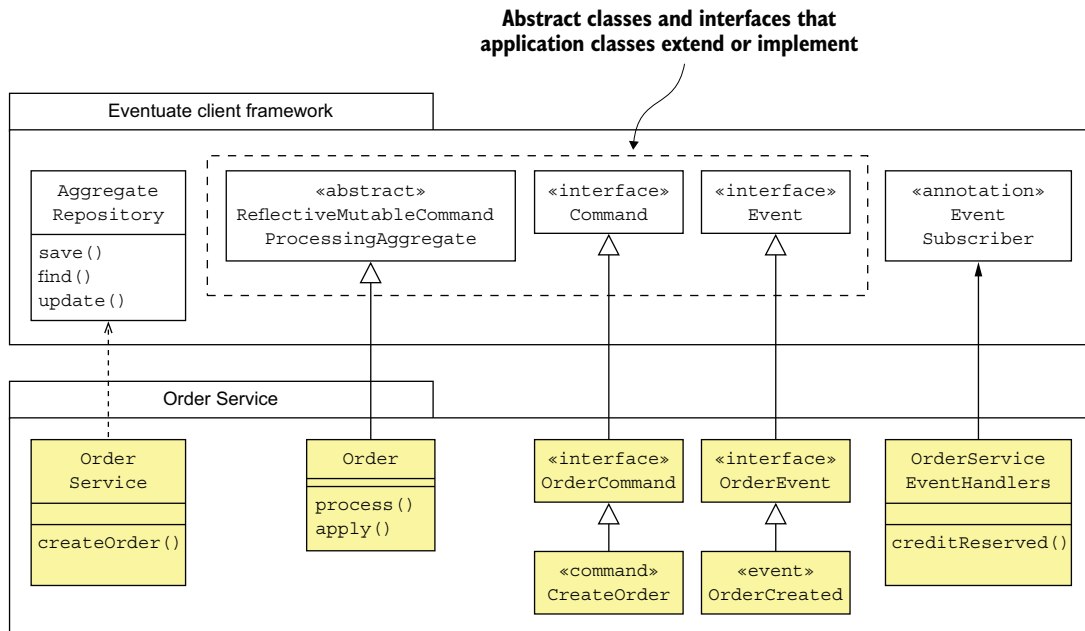 Abstract classes and interfaces that
application classes extend or implement
Eventuate client framework
Aggregate
Repository
save()
find()
update()
«abstract»
ReflectiveMutableCommand
ProcessingAggregate
«interface»
Command
«interface»
Event
«annotation»
Event
Subscriber
Order Service
Order
Service
createOrder()
Order
process()
apply()
«interface»
OrderCommand
«command»
CreateOrder
«interface»
OrderEvent
«event»
OrderCreated
OrderService
EventHandlers
creditReserved()